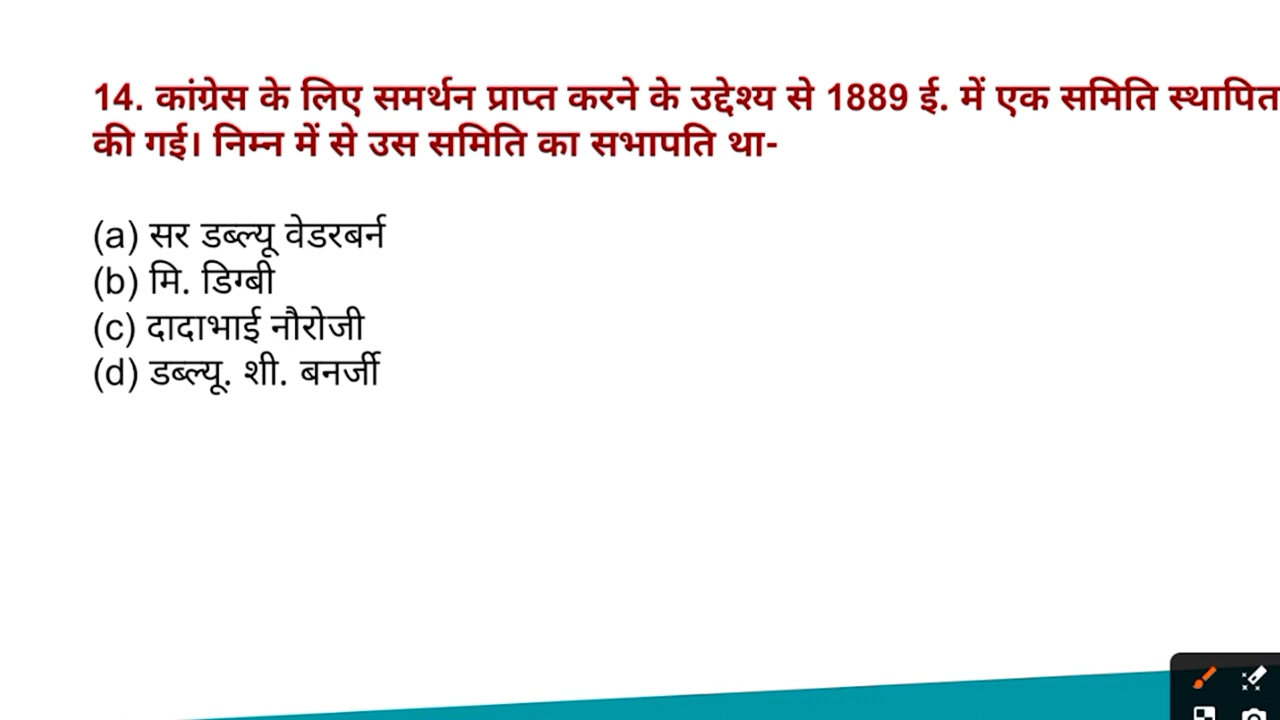 14. कांग्रेस के लिए समर्थन प्राप्त करने के उद्देश्य से 1889 ई. में एक समिति स्थापित
की गई। निम्न में से उस समिति का सभापति था-
(a) सर डब्ल्यू वेडरबर्न
(b) मि. डिग्बी
(c) दादाभाई नौरोजी
(d) डब्ल्यू. शी. बनर्जी